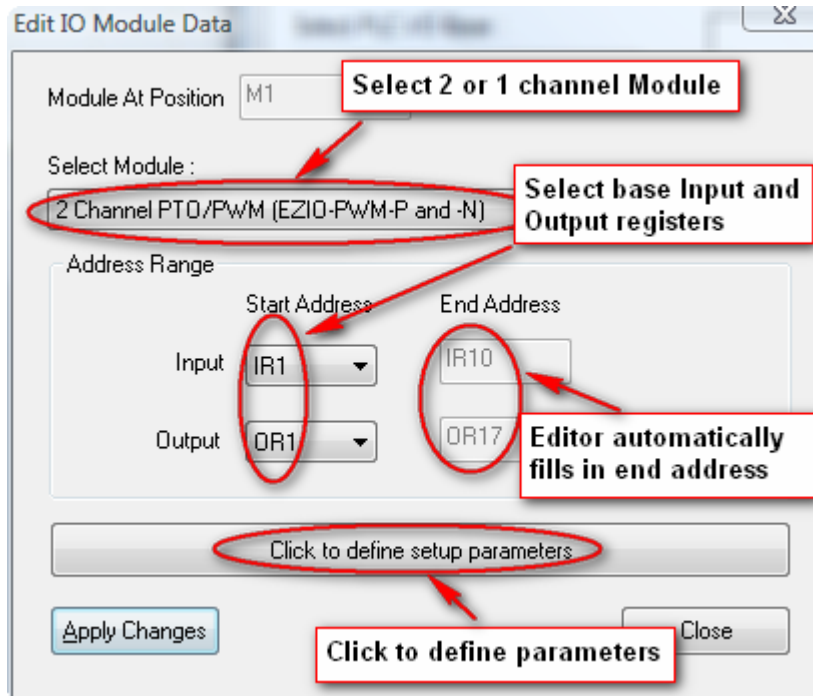 Edit IO Module Data
Module At Position M1
Select 2 or 1 channel Module
Select Module :
2 Channel PTO/PWM (EZIO-PWM-P and -N)
Select base Input and
Output registers
Address Range
Start Address End Address
Input IR1 IR10
Output OR1 OR17
Editor automatically
fills in end address
Click to define setup parameters
Apply Changes Close
Click to define parameters